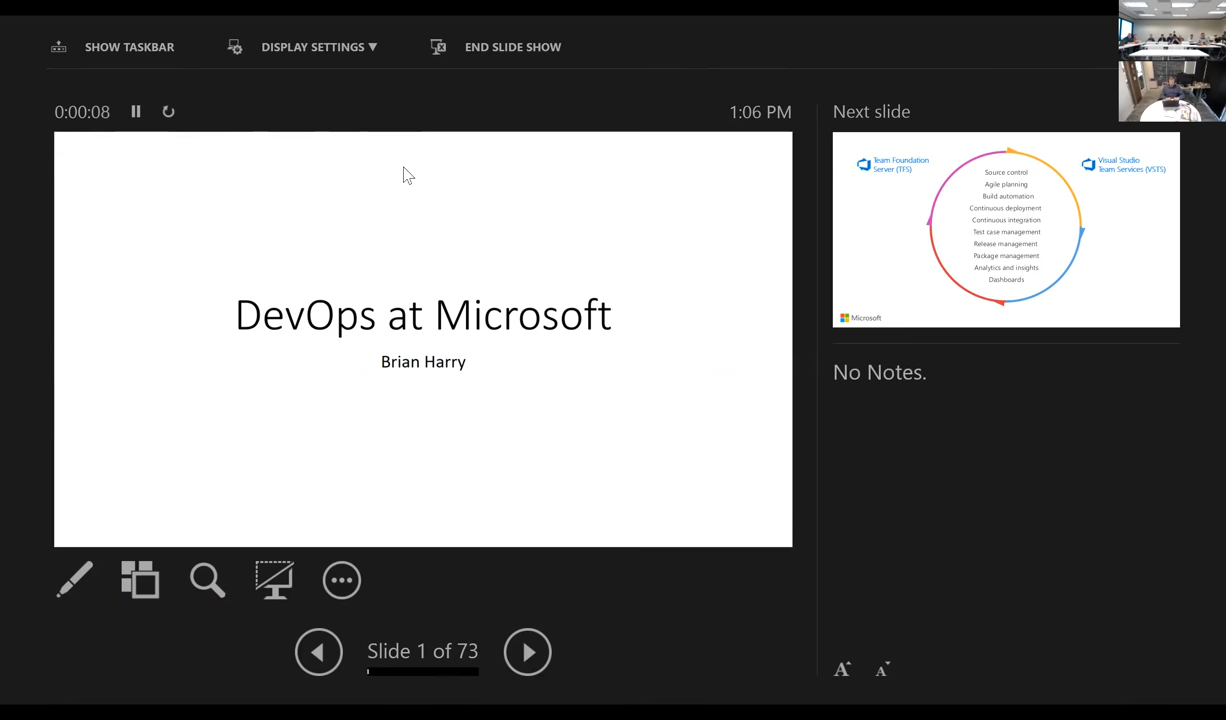 SHOW TASKBAR
DISPLAY SETTINGS ▼
END SLIDE SHOW
0:00:08
1:06 PM
DevOps at Microsoft
Brian Harry
Slide 1 of 73
Next slide
Team Foundation
Server (TFS)
Visual Studio
Team Services (VSTS)
Source control
Agile planning
Build automation
Continuous deployment
Continuous integration
Test case management
Release management
Package management
Analytics and insights
Dashboards
Microsoft
No Notes.
A
A